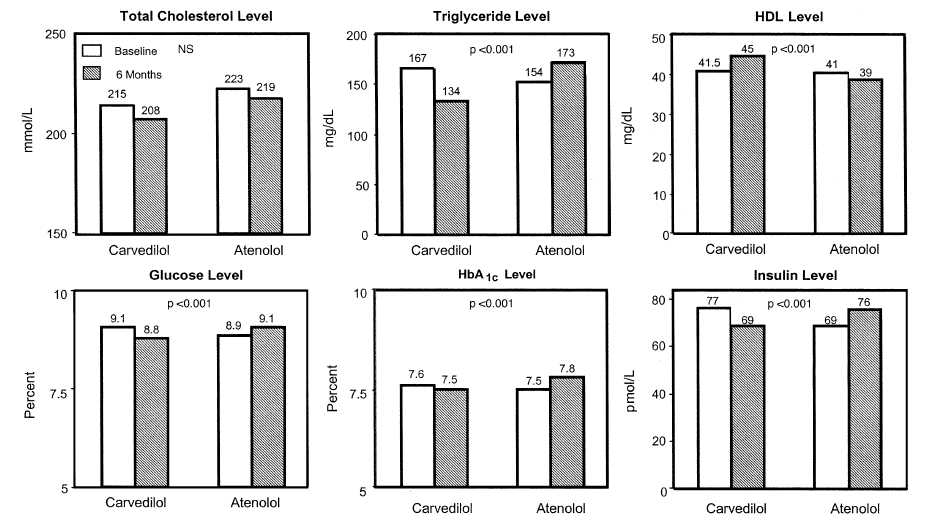 Total Cholesterol Level
250
200
150
mmol/L
Baseline
NS
6 Months
215
208
223
219
Carvedilol
Atenolol
Triglyceride Level
200
150
100
50
0
mg/dL
p <0.001
167
134
154
173
Carvedilol
Atenolol
HDL Level
50
40
30
20
10
0
mg/dL
p <0.001
41.5
45
41
39
Carvedilol
Atenolol
Glucose Level
10
7.5
5
Percent
p <0.001
9.1
8.8
8.9
9.1
Carvedilol
Atenolol
HbA1c Level
10
7.5
5
Percent
p <0.001
7.6
7.5
7.5
7.8
Carvedilol
Atenolol
Insulin Level
80
60
40
20
0
pmol/L
p <0.001
77
69
69
76
Carvedilol
Atenolol